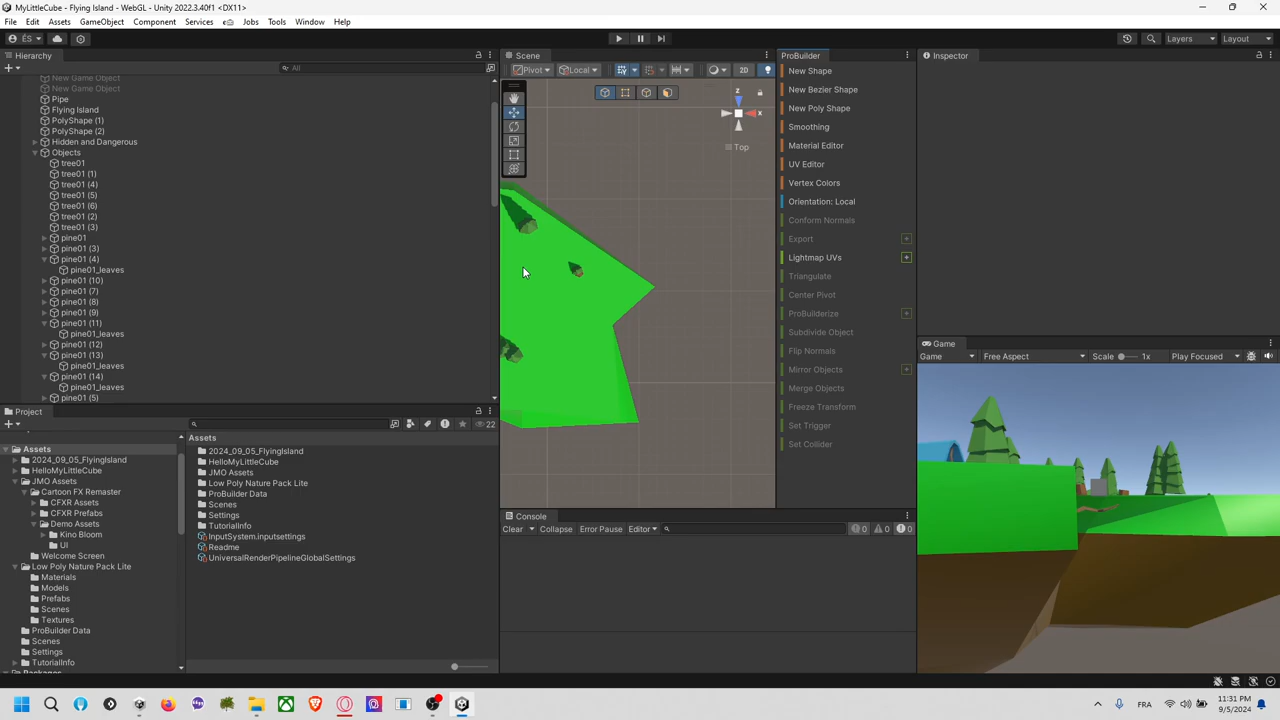 MyLittleCube - Flying Island - WebGL - Unity 2022.3.40f1 <DX11>
File Edit Assets GameObject Component Services Jobs Tools Window Help
ÉS Layers Layout
Hierarchy
All
New Game Object
New Game Object
Pipe
Flying Island
PolyShape (1)
PolyShape (2)
Hidden and Dangerous
Objects
tree01
tree01 (1)
tree01 (4)
tree01 (5)
tree01 (6)
tree01 (2)
tree01 (3)
pine01
pine01 (3)
pine01 (4)
pine01_leaves
pine01 (10)
pine01 (7)
pine01 (8)
pine01 (9)
pine01 (11)
pine01_leaves
pine01 (12)
pine01 (13)
pine01_leaves
pine01 (14)
pine01_leaves
pine01 (5)
Scene
Pivot Local 2D
z
x
Top
ProBuilder
New Shape
New Bezier Shape
New Poly Shape
Smoothing
Material Editor
UV Editor
Vertex Colors
Orientation: Local
Conform Normals
Export
Lightmap UVs
Triangulate
Center Pivot
ProBuilderize
Subdivide Object
Flip Normals
Mirror Objects
Merge Objects
Freeze Transform
Set Trigger
Set Collider
Inspector
Game
Game Free Aspect Scale 1x Play Focused
Project
22
Assets
2024_09_05_FlyingIsland
HelloMyLittleCube
JMO Assets
Cartoon FX Remaster
CFXR Assets
CFXR Prefabs
Demo Assets
Kino Bloom
UI
Welcome Screen
Low Poly Nature Pack Lite
Materials
Models
Prefabs
Scenes
Textures
ProBuilder Data
Scenes
Settings
TutorialInfo
Packages
Assets
2024_09_05_FlyingIsland
HelloMyLittleCube
JMO Assets
Low Poly Nature Pack Lite
ProBuilder Data
Scenes
Settings
TutorialInfo
InputSystem.inputsettings
Readme
UniversalRenderPipelineGlobalSettings
Console
Clear Collapse Error Pause Editor 0 0 0
FRA 11:31 PM
9/5/2024